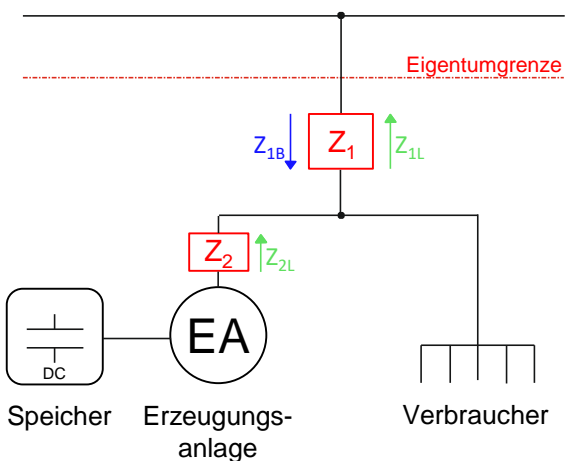 Eigentumgrenze
Z1B
Z1
Z1L
Z2
Z2L
EA
DC
Speicher
Erzeugungs-
anlage
Verbraucher